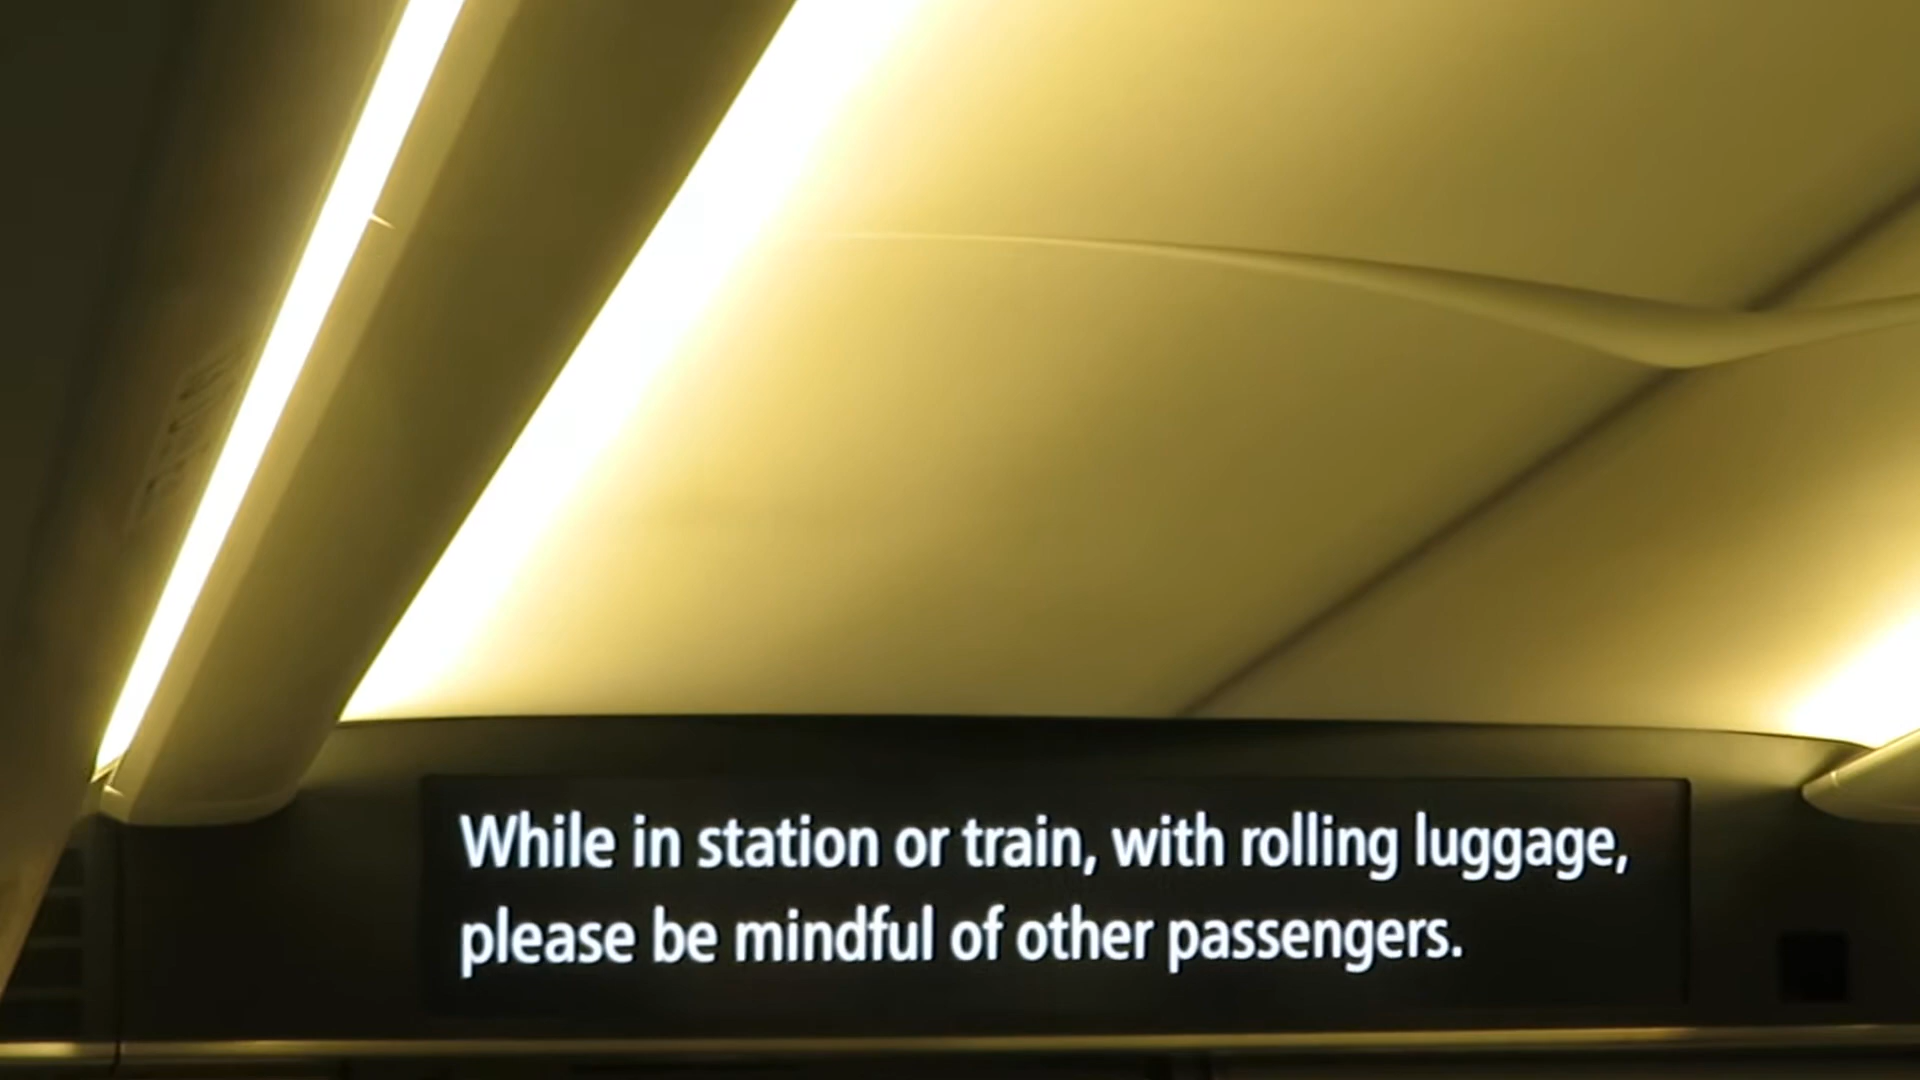 While in station or train, with rolling luggage,
please be mindful of other passengers.